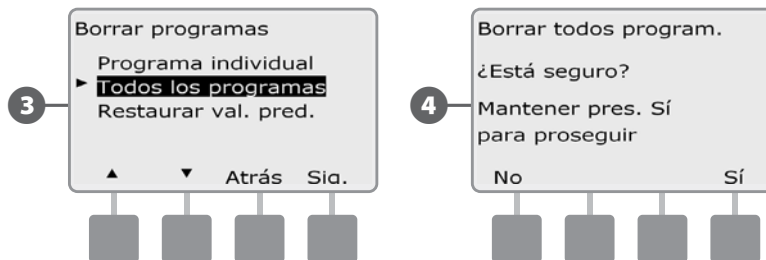 3
Borrar programas
Programa individual
► Todos los programas
Restaurar val. pred.
▲ ▼ Atrás Sig.
4
Borrar todos program.
¿Está seguro?
Mantener pres. Sí
para proseguir
No Sí